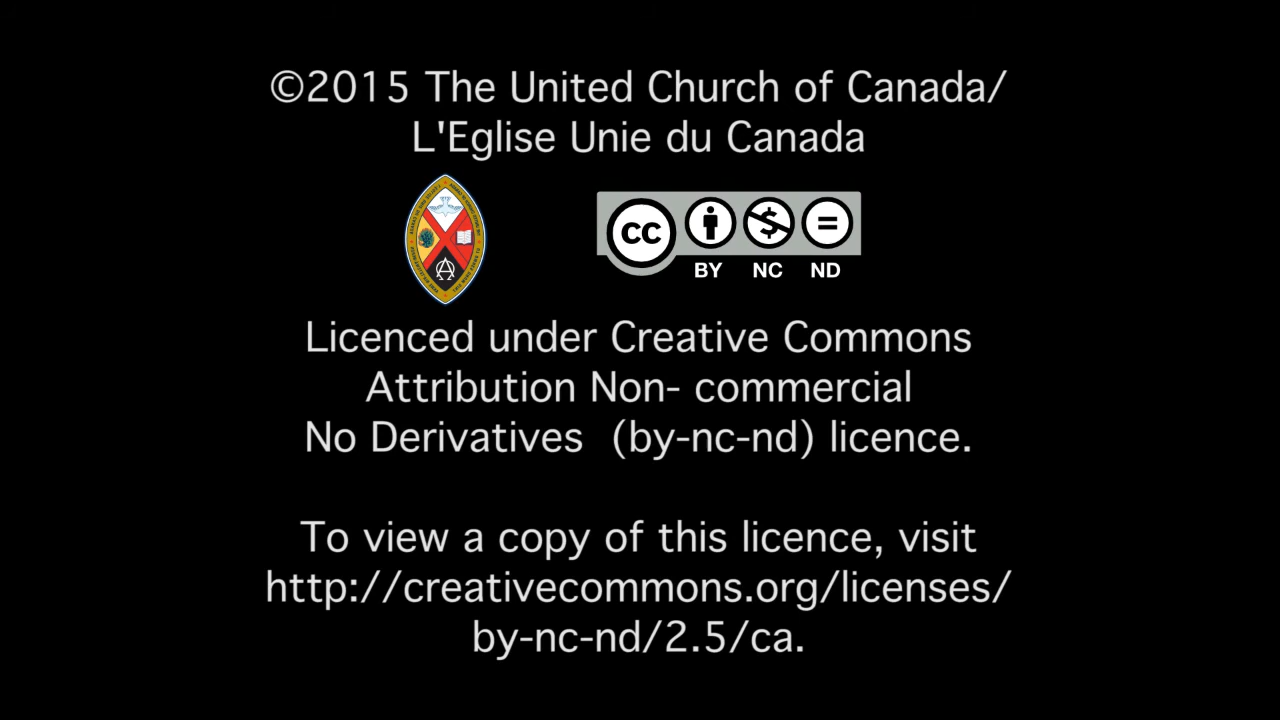 ©2015 The United Church of Canada/
L'Eglise Unie du Canada
cc
BY NC ND
Licenced under Creative Commons
Attribution Non- commercial
No Derivatives (by-nc-nd) licence.
To view a copy of this licence, visit
http://creativecommons.org/licenses/
by-nc-nd/2.5/ca.